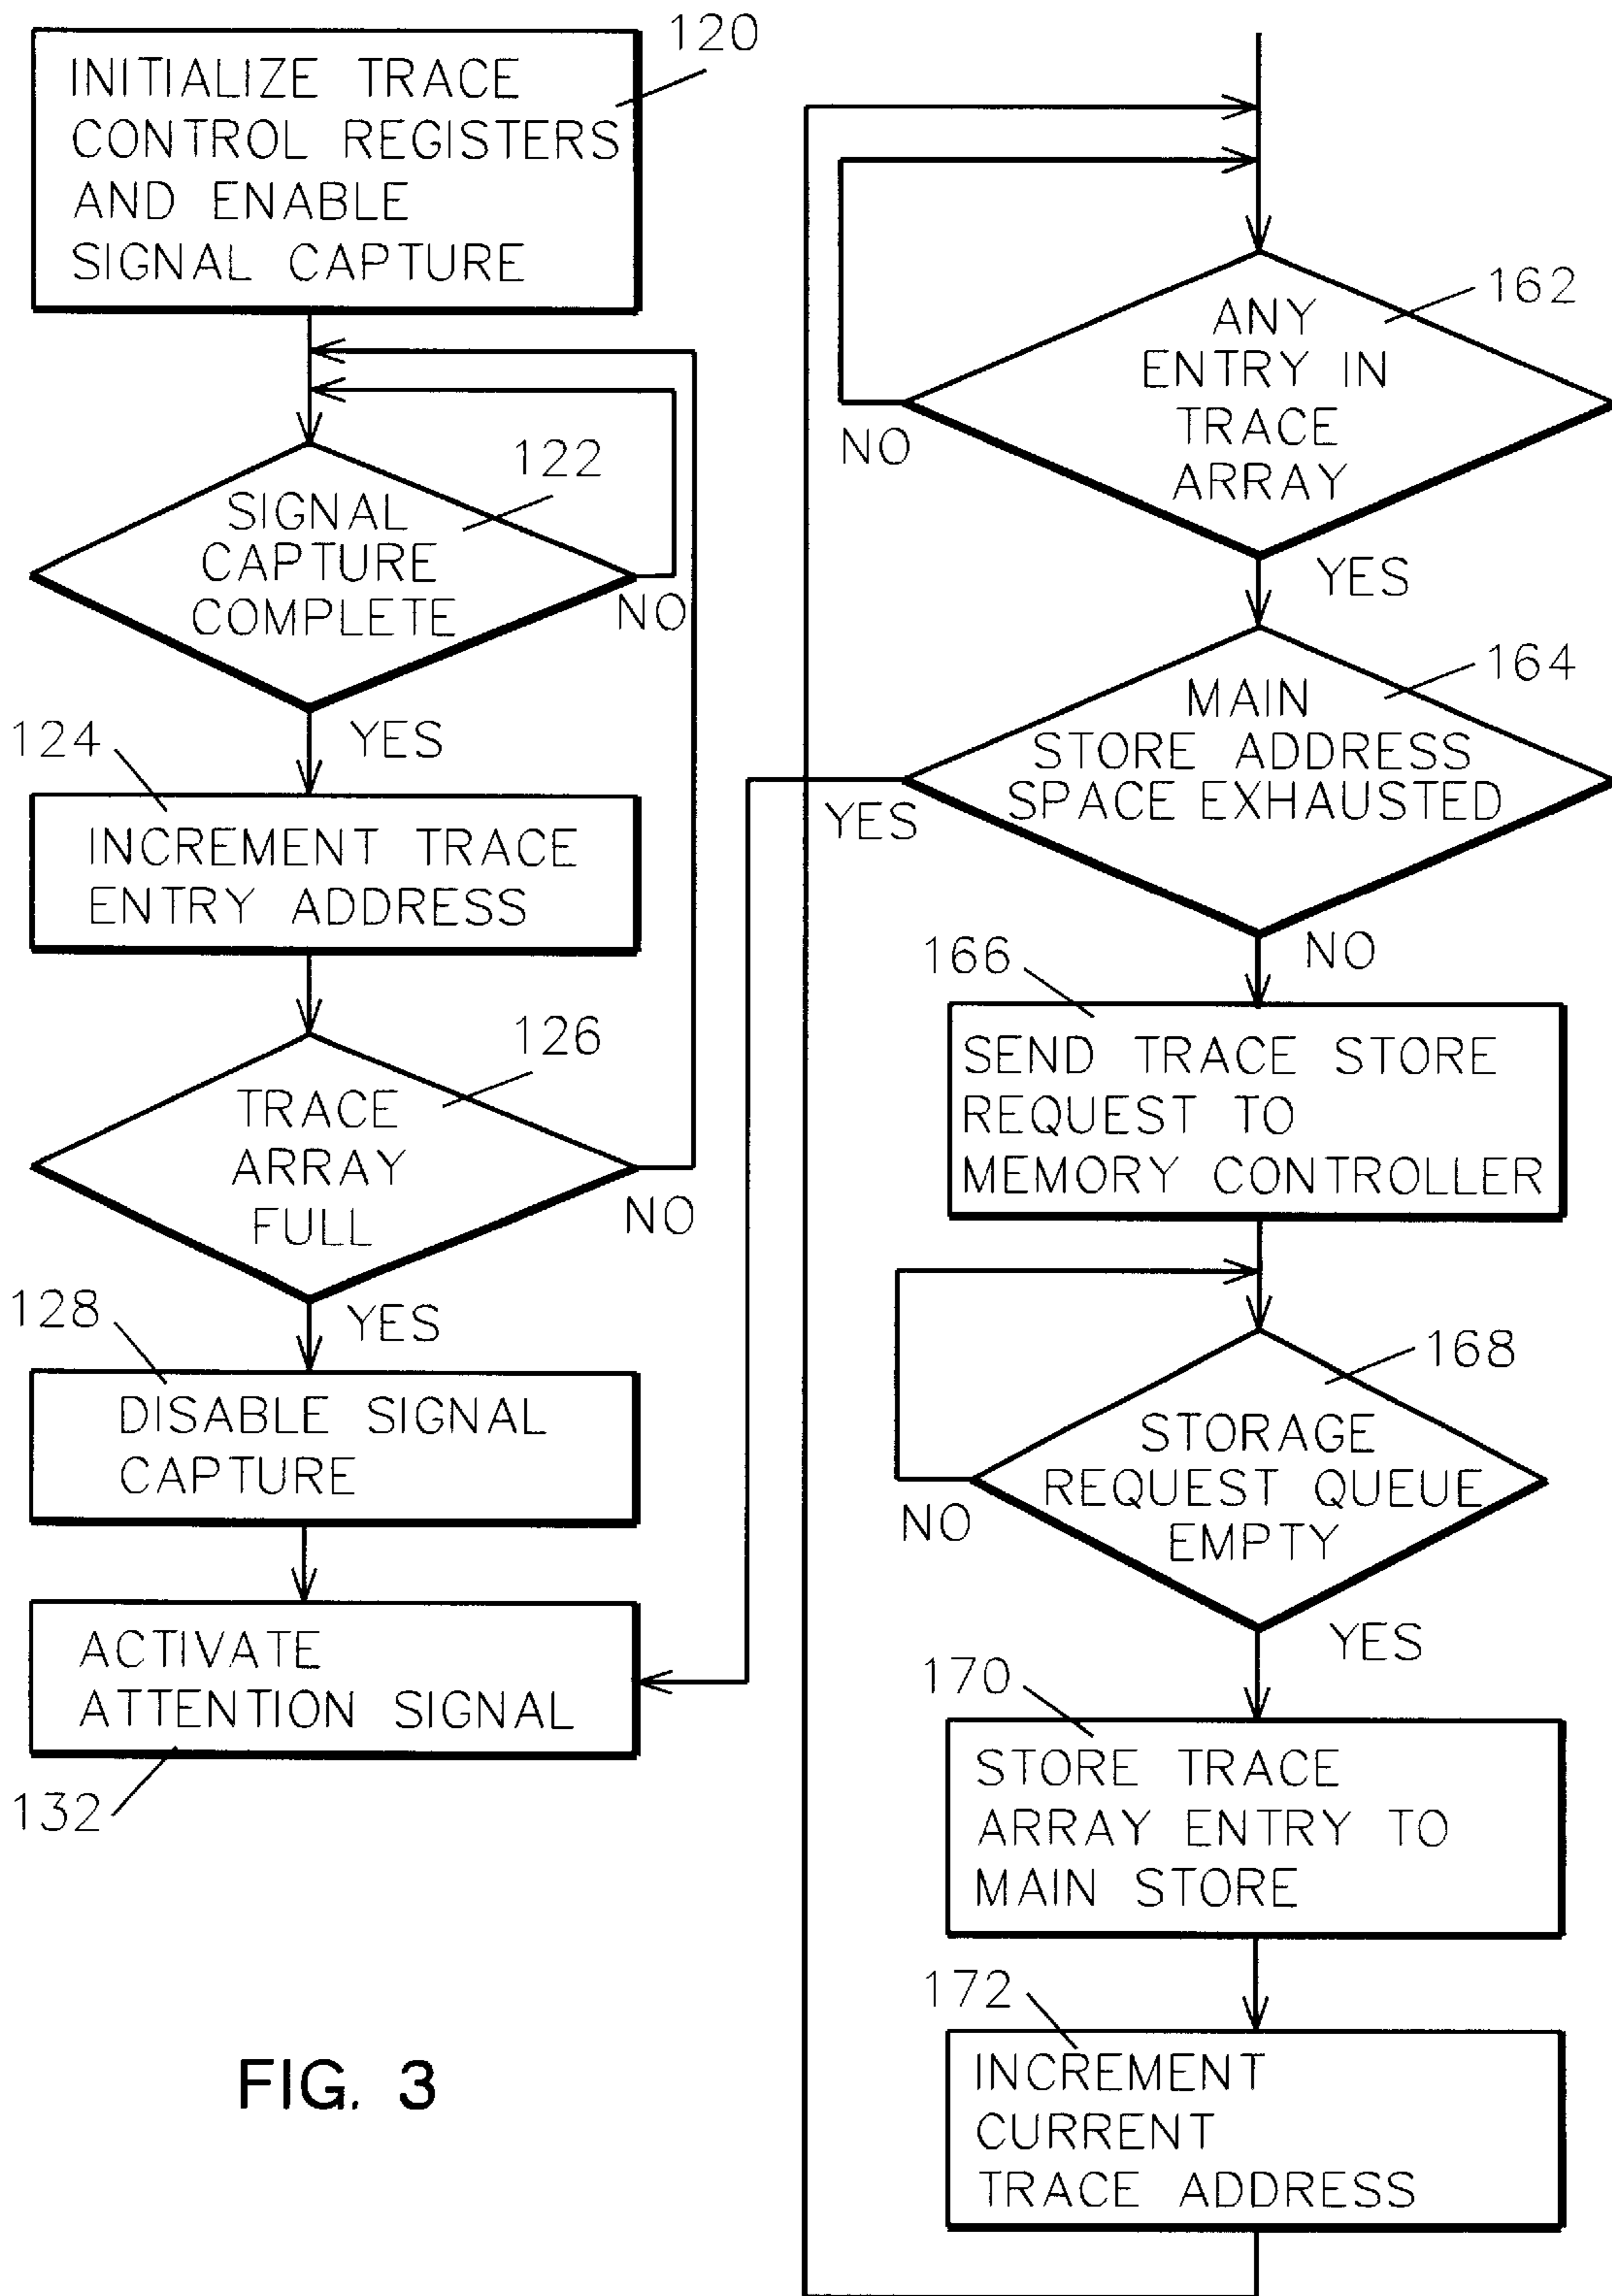 120
INITIALIZE TRACE
CONTROL REGISTERS
AND ENABLE
SIGNAL CAPTURE
122
SIGNAL
CAPTURE
COMPLETE
NO
YES
124
INCREMENT TRACE
ENTRY ADDRESS
126
TRACE
ARRAY
FULL
NO
YES
128
DISABLE SIGNAL
CAPTURE
ACTIVATE
ATTENTION SIGNAL
132
162
ANY
ENTRY IN
TRACE
ARRAY
NO
YES
164
MAIN
STORE ADDRESS
SPACE EXHAUSTED
YES
NO
166
SEND TRACE STORE
REQUEST TO
MEMORY CONTROLLER
168
STORAGE
REQUEST QUEUE
EMPTY
NO
YES
170
STORE TRACE
ARRAY ENTRY TO
MAIN STORE
172
INCREMENT
CURRENT
TRACE ADDRESS
FIG. 3